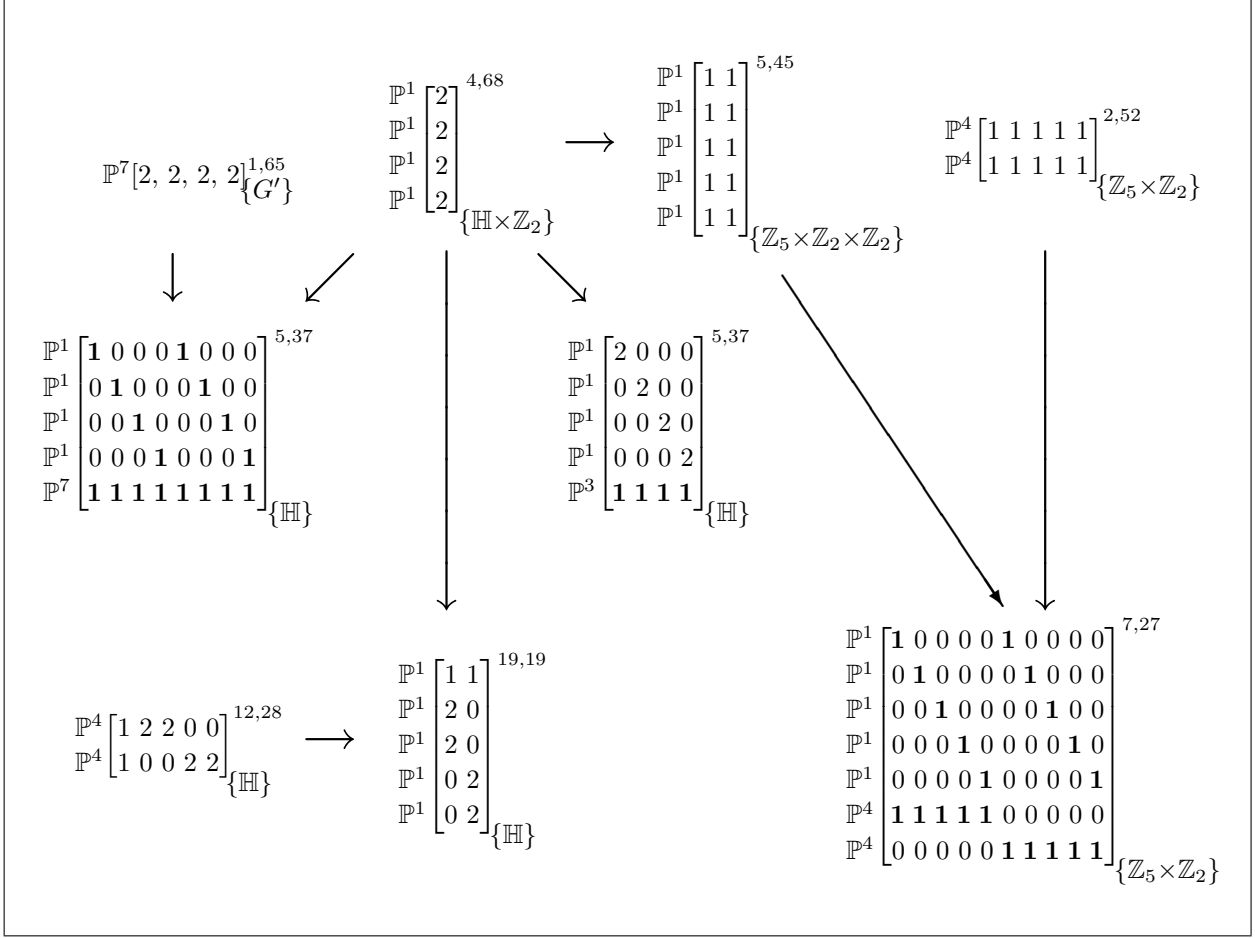 ℙ⁷[2, 2, 2, 2]^{1,65}_{G′}
ℙ¹ [2]^{4,68}
ℙ¹ [2]
ℙ¹ [2]
ℙ¹ [2]_{ℍ×ℤ₂}
ℙ¹ [1 1]^{5,45}
ℙ¹ [1 1]
ℙ¹ [1 1]
ℙ¹ [1 1]
ℙ¹ [1 1]_{ℤ₅×ℤ₂×ℤ₂}
ℙ⁴ [1 1 1 1 1]^{2,52}
ℙ⁴ [1 1 1 1 1]_{ℤ₅×ℤ₂}
ℙ¹ [1 0 0 0 1 0 0 0]^{5,37}
ℙ¹ [0 1 0 0 0 1 0 0]
ℙ¹ [0 0 1 0 0 0 1 0]
ℙ¹ [0 0 0 1 0 0 0 1]
ℙ⁷ [1 1 1 1 1 1 1 1]_{ℍ}
ℙ¹ [2 0 0 0]^{5,37}
ℙ¹ [0 2 0 0]
ℙ¹ [0 0 2 0]
ℙ¹ [0 0 0 2]
ℙ³ [1 1 1 1]_{ℍ}
ℙ⁴ [1 2 2 0 0]^{12,28}
ℙ⁴ [1 0 0 2 2]_{ℍ}
ℙ¹ [1 1]^{19,19}
ℙ¹ [2 0]
ℙ¹ [2 0]
ℙ¹ [0 2]
ℙ¹ [0 2]_{ℍ}
ℙ¹ [1 0 0 0 0 1 0 0 0 0]^{7,27}
ℙ¹ [0 1 0 0 0 0 1 0 0 0]
ℙ¹ [0 0 1 0 0 0 0 1 0 0]
ℙ¹ [0 0 0 1 0 0 0 0 1 0]
ℙ¹ [0 0 0 0 1 0 0 0 0 1]
ℙ⁴ [1 1 1 1 1 0 0 0 0 0]
ℙ⁴ [0 0 0 0 0 1 1 1 1 1]_{ℤ₅×ℤ₂}